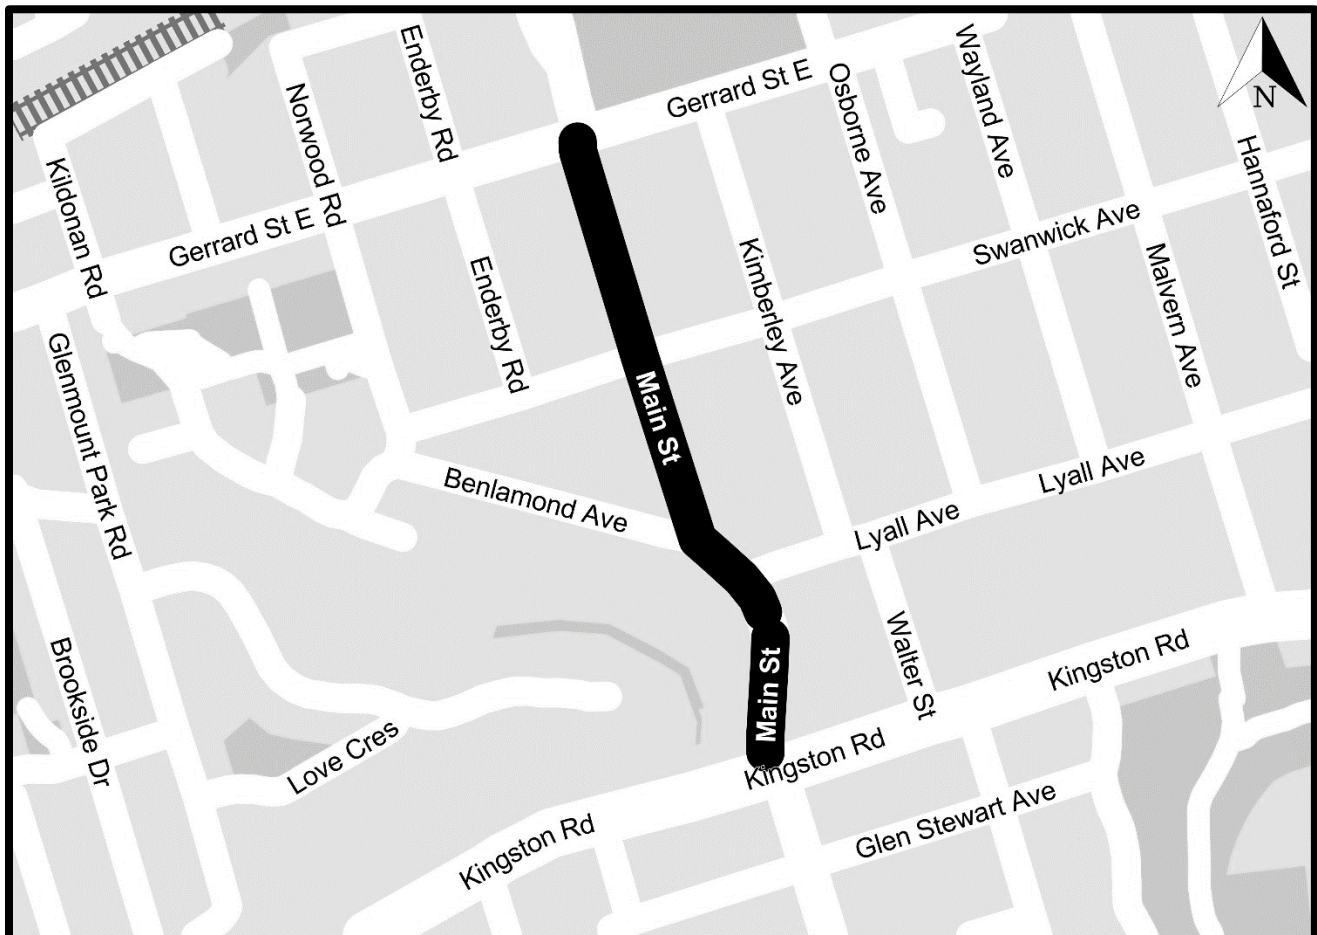 Enderby Rd
Gerrard St E
Osborne Ave
Wayland Ave
N
Norwood Rd
Kildonan Rd
Hannaford St
Gerrard St E
Swanwick Ave
Enderby Rd
Kimberley Ave
Malvern Ave
Glenmount Park Rd
Main St
Benlamond Ave
Lyall Ave
Lyall Ave
Brookside Dr
Walter St
Main St
Kingston Rd
Love Cres
Kingston Rd
Glen Stewart Ave
Kingston Rd